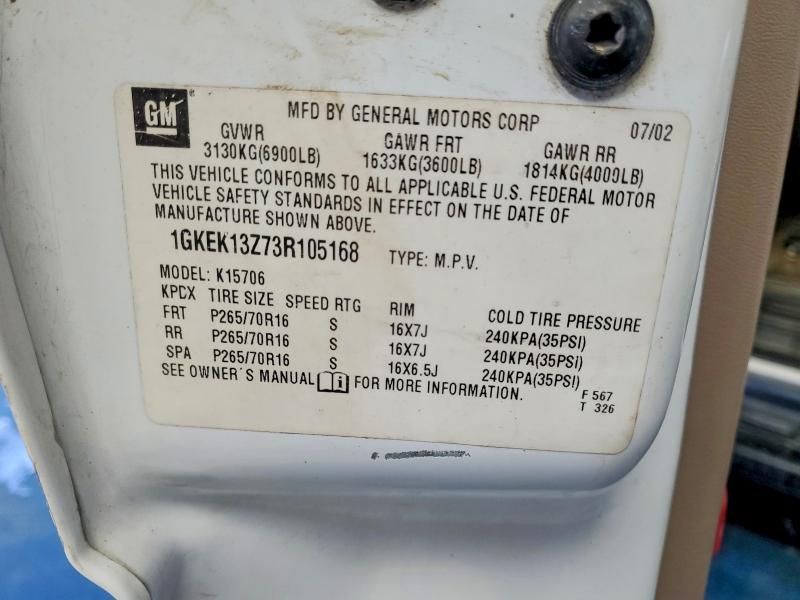 GM
MFD BY GENERAL MOTORS CORP 07/02
GVWR GAWR FRT GAWR RR
3130KG(6900LB) 1633KG(3600LB) 1814KG(4000LB)
THIS VEHICLE CONFORMS TO ALL APPLICABLE U.S. FEDERAL MOTOR
VEHICLE SAFETY STANDARDS IN EFFECT ON THE DATE OF
MANUFACTURE SHOWN ABOVE.
1GKEK13Z73R105168 TYPE: M.P.V.
MODEL: K15706
KPCX TIRE SIZE SPEED RTG RIM COLD TIRE PRESSURE
FRT P265/70R16 S 16X7J 240KPA(35PSI)
RR P265/70R16 S 16X7J 240KPA(35PSI)
SPA P265/70R16 S 16X6.5J 240KPA(35PSI)
SEE OWNER'S MANUAL i FOR MORE INFORMATION.
F 567
T 326